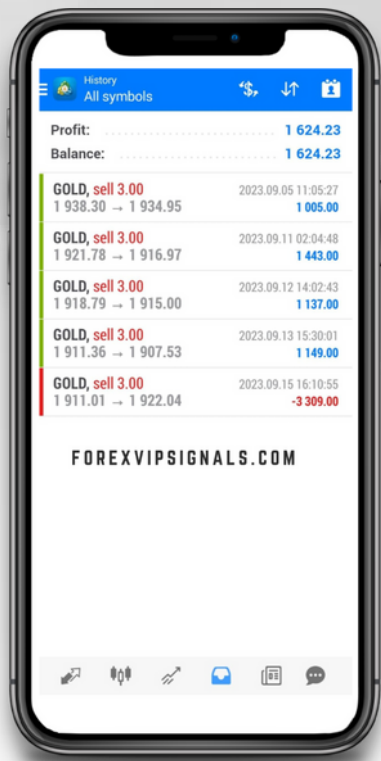 History
All symbols
Profit: 1 624.23
Balance: 1 624.23
GOLD, sell 3.00 2023.09.05 11:05:27
1 938.30 → 1 934.95 1 005.00
GOLD, sell 3.00 2023.09.11 02:04:48
1 921.78 → 1 916.97 1 443.00
GOLD, sell 3.00 2023.09.12 14:02:43
1 918.79 → 1 915.00 1 137.00
GOLD, sell 3.00 2023.09.13 15:30:01
1 911.36 → 1 907.53 1 149.00
GOLD, sell 3.00 2023.09.15 16:10:55
1 911.01 → 1 922.04 -3 309.00
FOREXVIPSIGNALS.COM